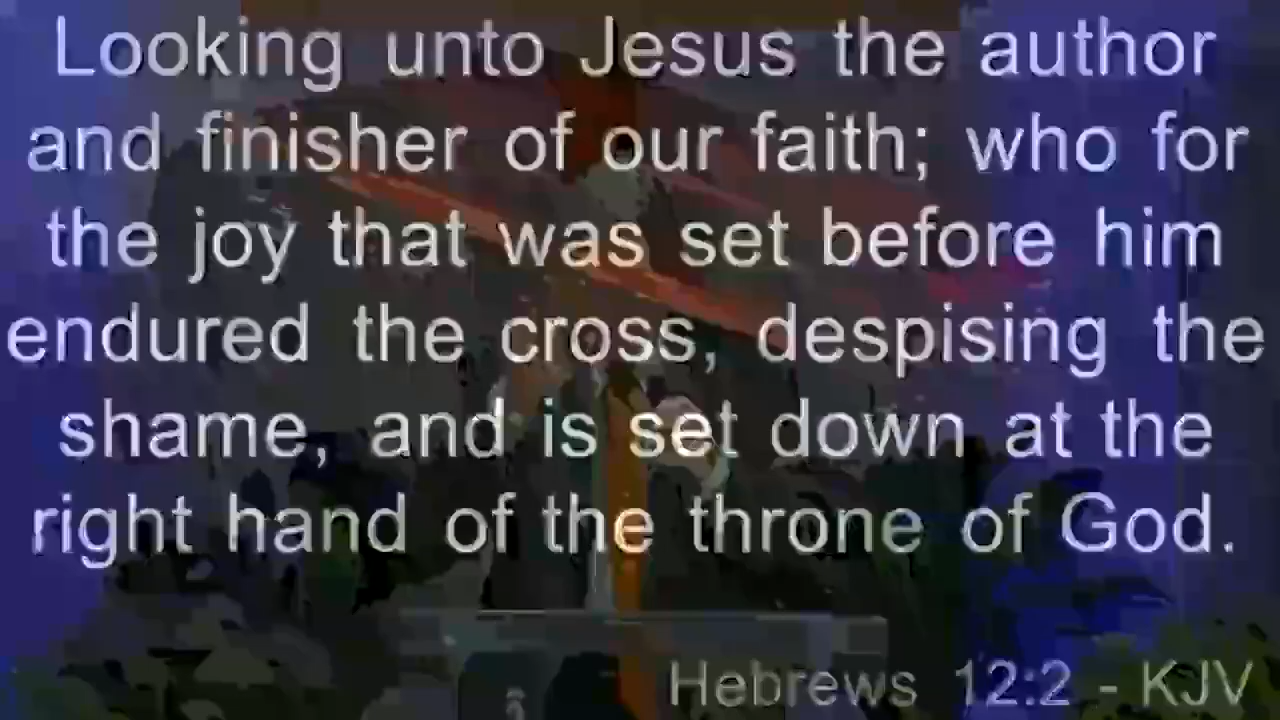 Looking unto Jesus the author
and finisher of our faith; who for
the joy that was set before him
endured the cross, despising the
shame, and is set down at the
right hand of the throne of God.
Hebrews 12:2 - KJV